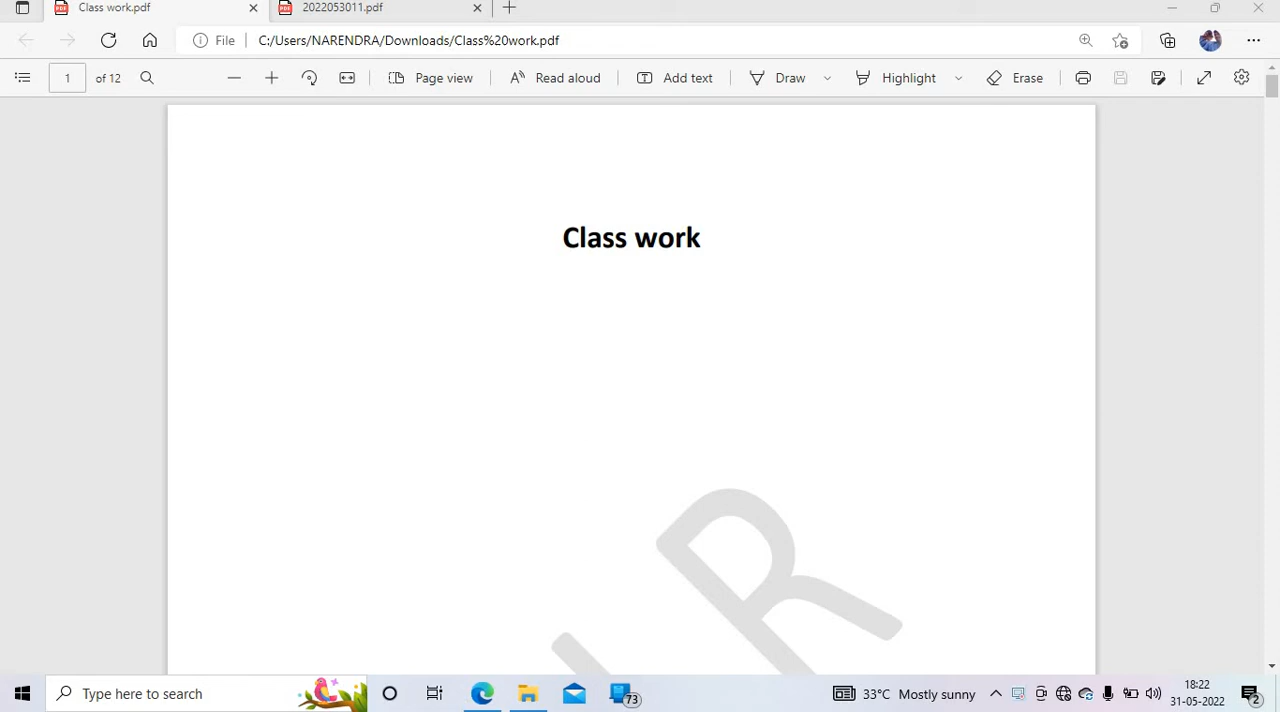 Class work.pdf
2022053011.pdf
File
C:/Users/NARENDRA/Downloads/Class%20work.pdf
1 of 12
Page view
Read aloud
Add text
Draw
Highlight
Erase
Class work
R
Type here to search
73
33°C Mostly sunny
18:22
31-05-2022
2